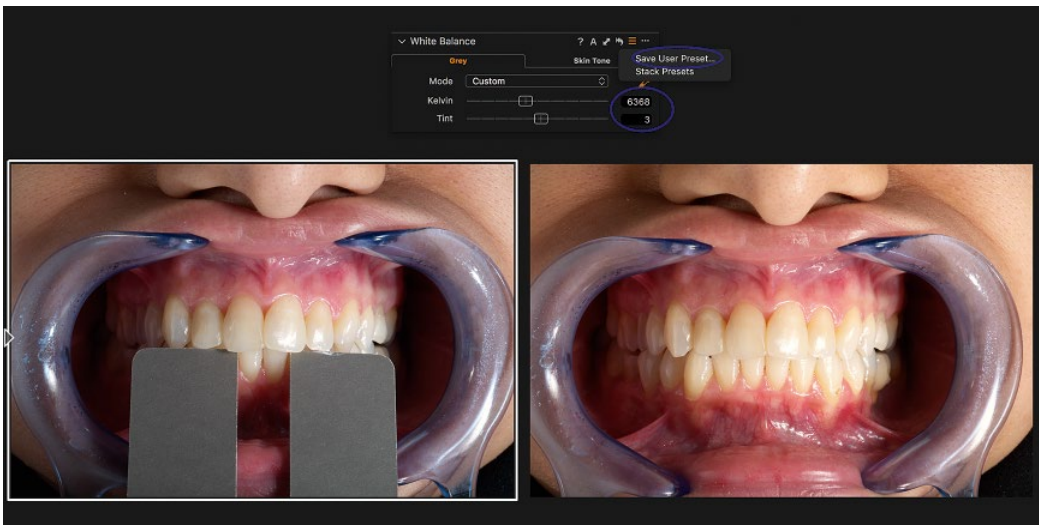 White Balance ? A
Grey Skin Tone
Save User Preset...
Stack Presets
Mode Custom
Kelvin 6368
Tint 3